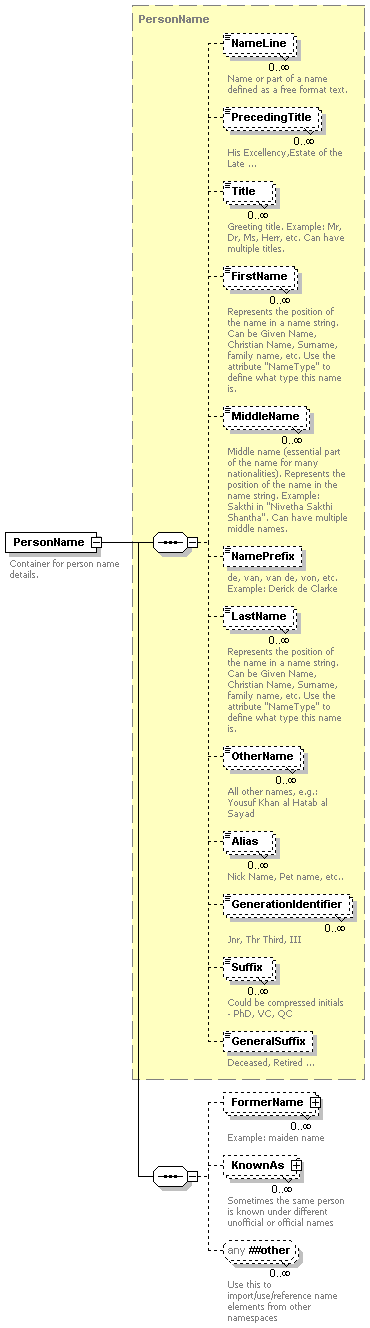 PersonName
NameLine
0..∞
Name or part of a name
defined as a free format text.
PrecedingTitle
0..∞
His Excellency,Estate of the
Late ...
Title
0..∞
Greeting title. Example: Mr,
Dr, Ms, Herr, etc. Can have
multiple titles.
FirstName
0..∞
Represents the position of
the name in a name string.
Can be Given Name,
Christian Name, Surname,
family name, etc. Use the
attribute "NameType" to
define what type this name
is.
MiddleName
0..∞
Middle name (essential part
of the name for many
nationalities). Represents the
position of the name in the
name string. Example:
Sakthi in "Nivetha Sakthi
Shantha". Can have multiple
middle names.
PersonName
Container for person name
details.
NamePrefix
de, van, van de, von, etc.
Example: Derick de Clarke
LastName
0..∞
Represents the position of
the name in a name string.
Can be Given Name,
Christian Name, Surname,
family name, etc. Use the
attribute "NameType" to
define what type this name
is.
OtherName
0..∞
All other names, e.g.:
Yousuf Khan al Hatab al
Sayad
Alias
0..∞
Nick Name, Pet name, etc..
GenerationIdentifier
0..∞
Jnr, Thr Third, III
Suffix
0..∞
Could be compressed initials
- PhD, VC, QC
GeneralSuffix
Deceased, Retired ...
FormerName
0..∞
Example: maiden name
KnownAs
0..∞
Sometimes the same person
is known under different
unofficial or official names
any ##other
0..∞
Use this to
import/use/reference name
elements from other
namespaces